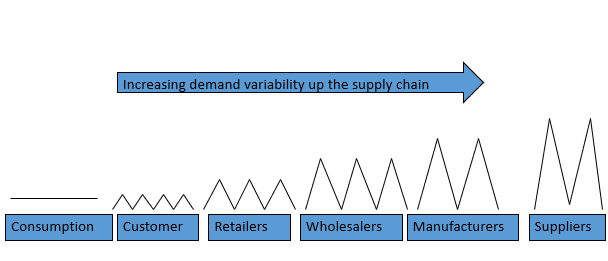 Increasing demand variability up the supply chain
Consumption
Customer
Retailers
Wholesalers
Manufacturers
Suppliers